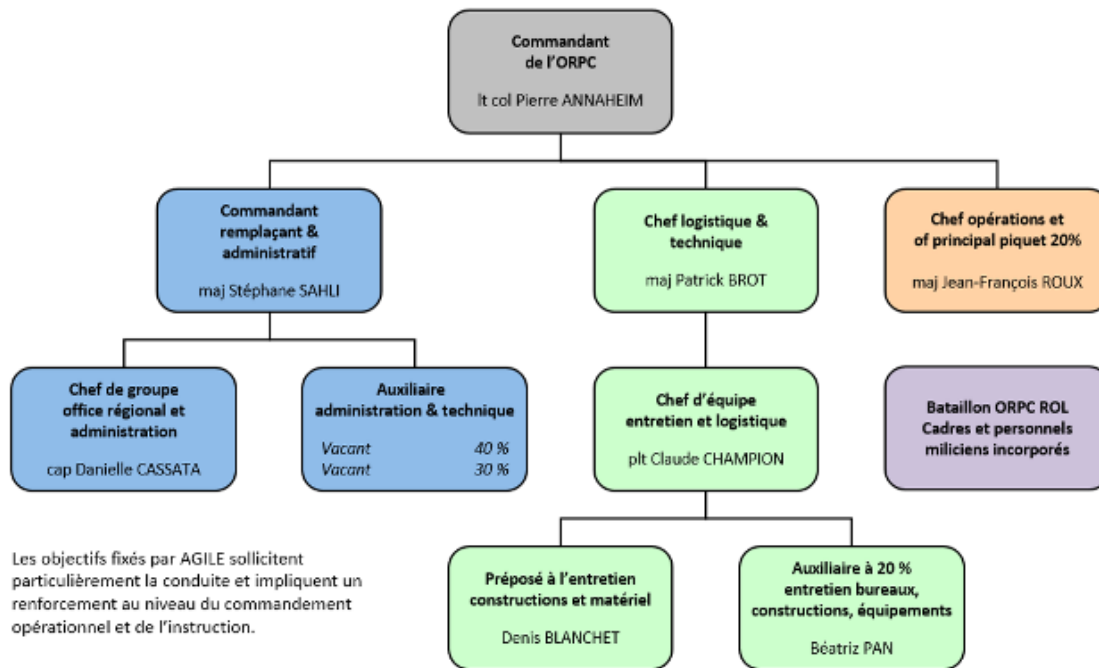 Commandant
de l'ORPC
lt col Pierre ANNAHEIM
Commandant
remplaçant &
administratif
maj Stéphane SAHLI
Chef logistique &
technique
maj Patrick BROT
Chef opérations et
of principal piquet 20%
maj Jean-François ROUX
Chef de groupe
office régional et
administration
cap Danielle CASSATA
Auxiliaire
administration & technique
Vacant 40 %
Vacant 30 %
Chef d'équipe
entretien et logistique
plt Claude CHAMPION
Bataillon ORPC ROL
Cadres et personnels
miliciens incorporés
Les objectifs fixés par AGILE sollicitent
particulièrement la conduite et impliquent un
renforcement au niveau du commandement
opérationnel et de l'instruction.
Préposé à l'entretien
constructions et matériel
Denis BLANCHET
Auxiliaire à 20 %
entretien bureaux,
constructions, équipements
Béatriz PAN